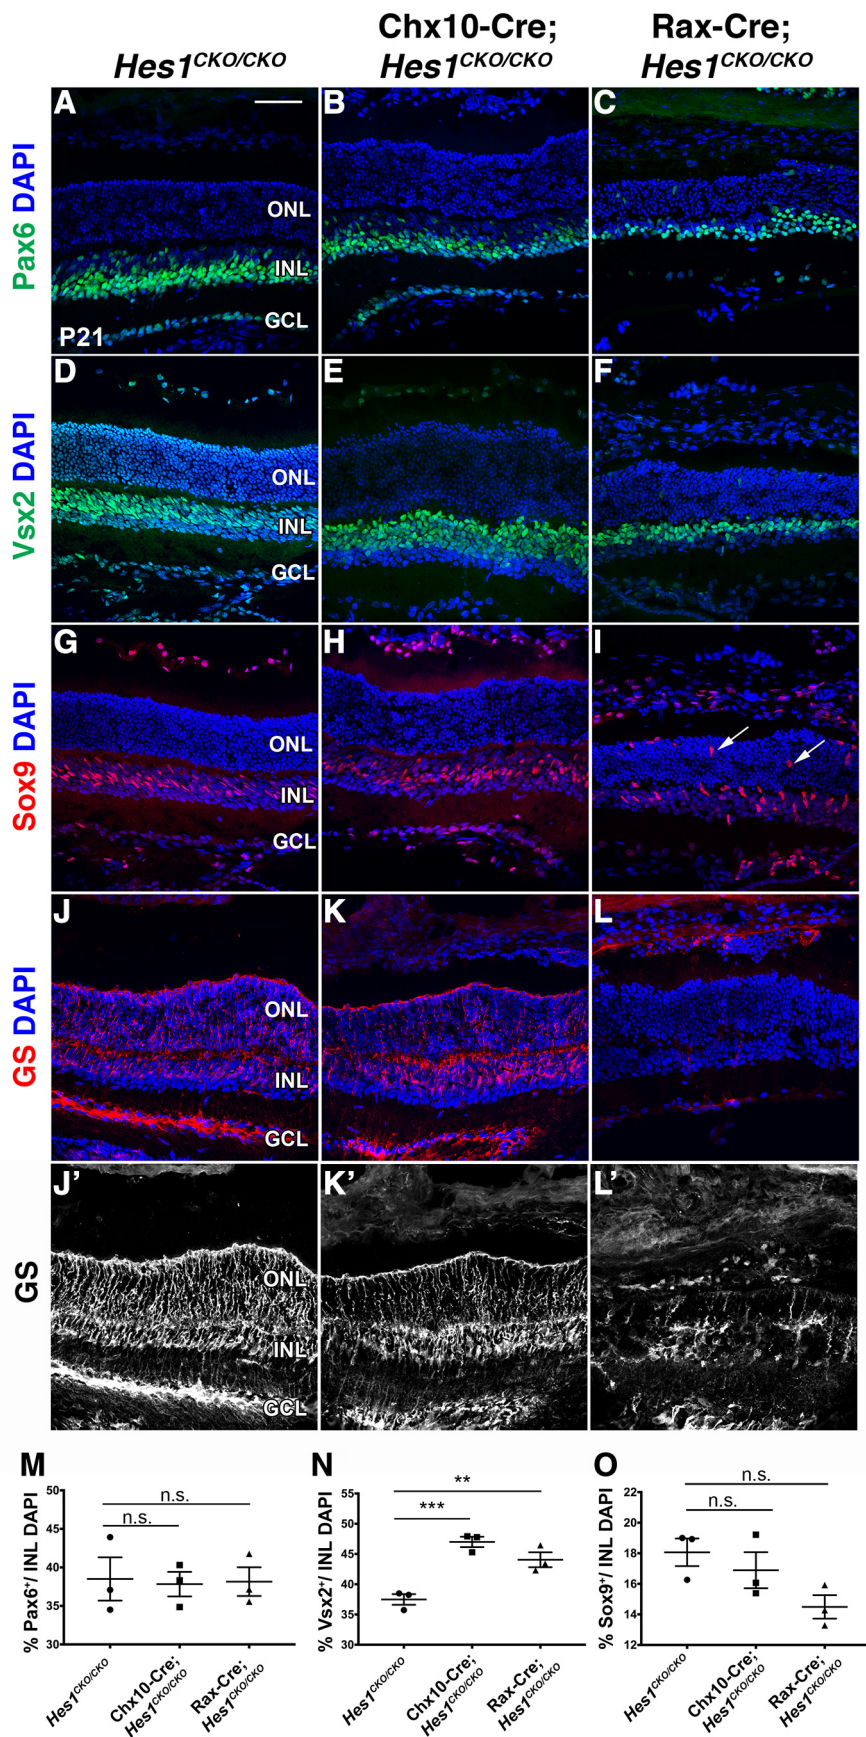 Chx10-Cre; Rax-Cre;
Hes1CKO/CKO Hes1CKO/CKO Hes1CKO/CKO
Pax6 DAPI
A B C
ONL
INL
GCL
P21
Vsx2 DAPI
D E F
ONL
INL
GCL
Sox9 DAPI
G H I
ONL
INL
GCL
GS DAPI
J K L
ONL
INL
GCL
GS
J’ K’ L’
ONL
INL
GCL
M
% Pax6+/ INL DAPI
50
45
40
35
30
n.s.
n.s.
Hes1CKO/CKO
Chx10-Cre;
Hes1CKO/CKO
Rax-Cre;
Hes1CKO/CKO
N
% Vsx2+/ INL DAPI
55
50
45
40
35
30
**
***
Hes1CKO/CKO
Chx10-Cre;
Hes1CKO/CKO
Rax-Cre;
Hes1CKO/CKO
O
% Sox9+/ INL DAPI
22
20
18
16
14
12
n.s.
n.s.
Hes1CKO/CKO
Chx10-Cre;
Hes1CKO/CKO
Rax-Cre;
Hes1CKO/CKO